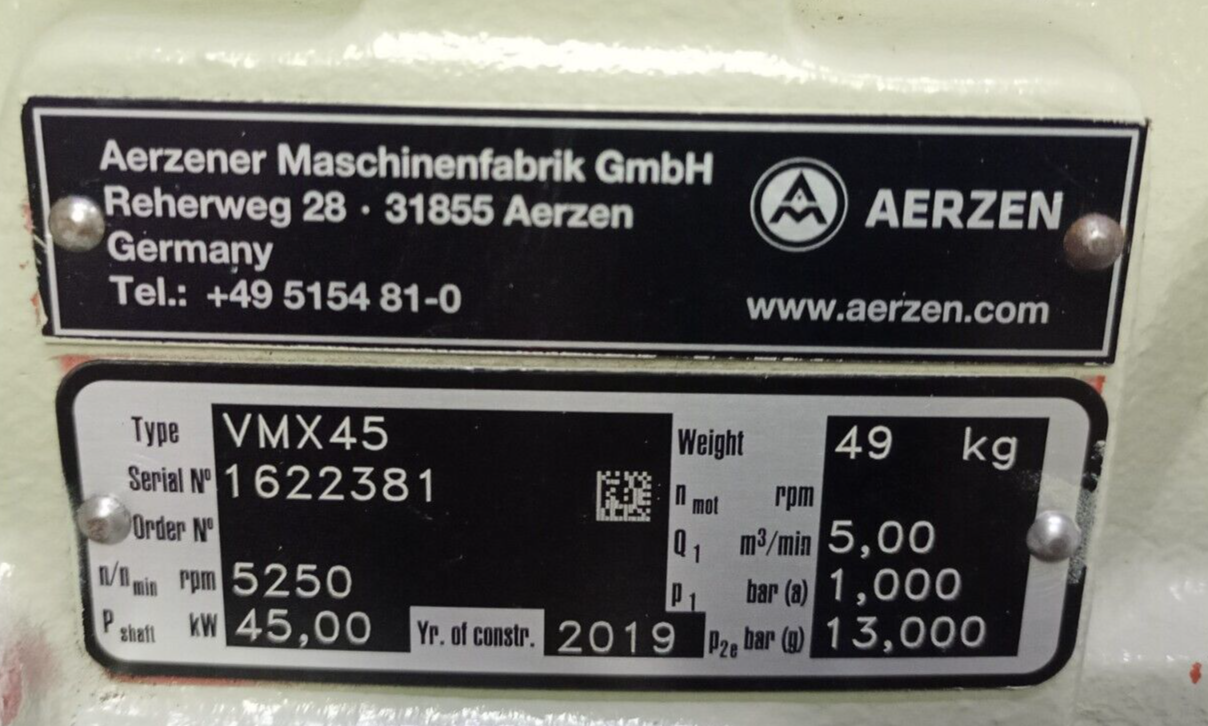 Aerzener Maschinenfabrik GmbH
Reherweg 28 · 31855 Aerzen
Germany
Tel.: +49 5154 81-0
AERZEN
www.aerzen.com
Type VMX45
Serial Nº 1622381
Order Nº
n/n min rpm 5250
P shaft kW 45,00
Yr. of constr. 2019
Weight 49 kg
n mot rpm
Q 1 m³/min 5,00
p 1 bar (a) 1,000
p2e bar (g) 13,000